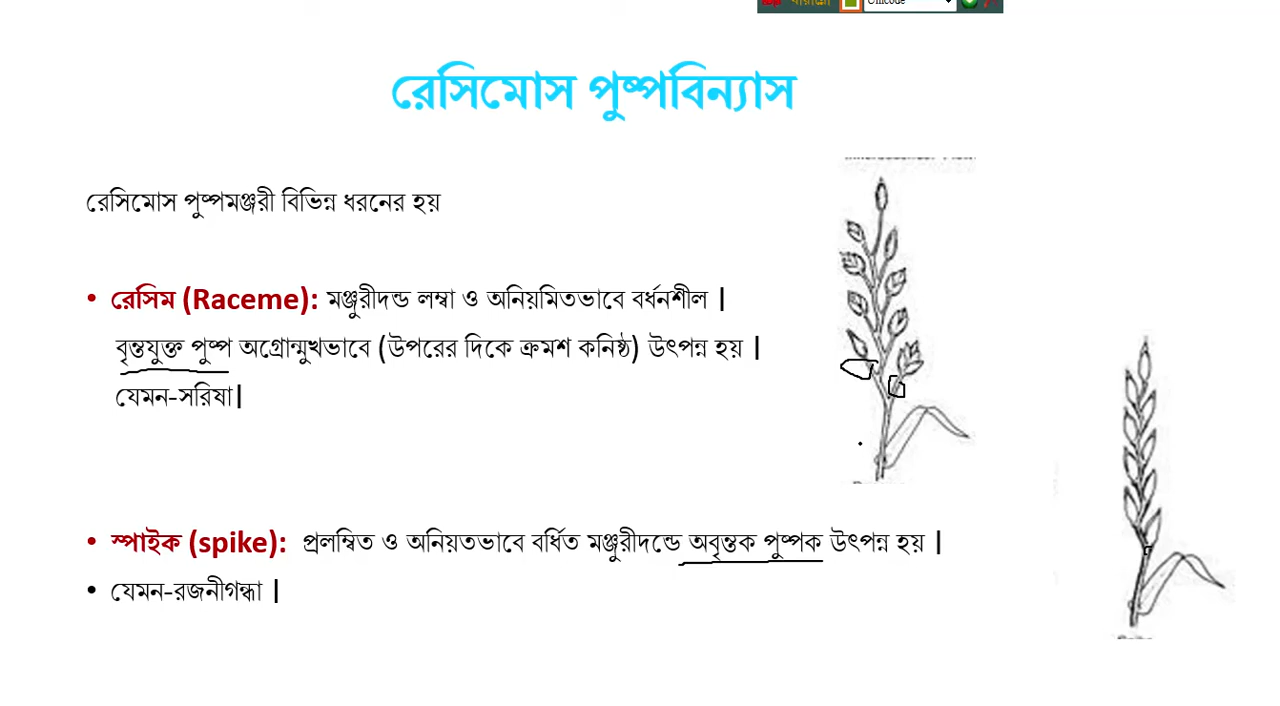 Unicode
রেসিমোস পুষ্পবিন্যাস
রেসিমোস পুষ্পমঞ্জরী বিভিন্ন ধরনের হয়
• রেসিম (Raceme): মঞ্জুরীদন্ড লম্বা ও অনিয়মিতভাবে বর্ধনশীল |
বৃন্তযুক্ত পুষ্প অগ্রোন্মুখভাবে (উপরের দিকে ক্রমশ কনিষ্ঠ) উৎপন্ন হয় |
যেমন-সরিষা|
• স্পাইক (spike): প্রলম্বিত ও অনিয়তভাবে বর্ধিত মঞ্জুরীদন্ডে অবৃন্তক পুষ্পক উৎপন্ন হয় |
• যেমন-রজনীগন্ধা |